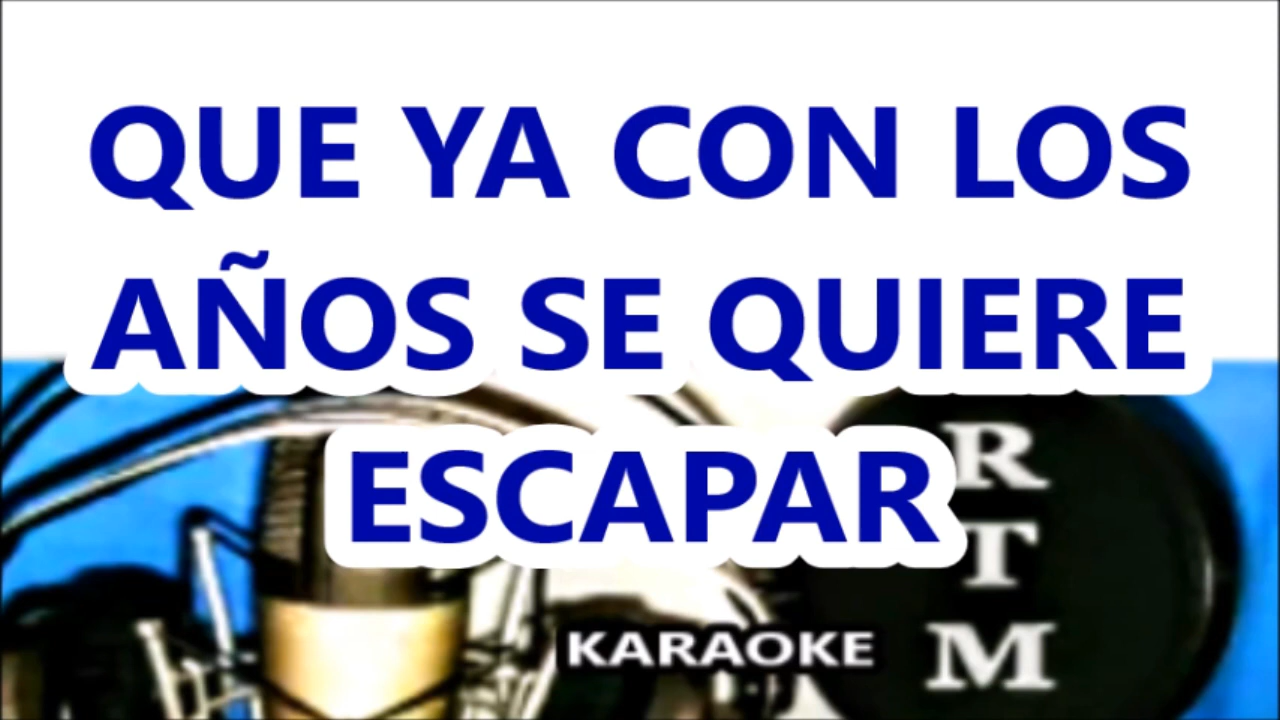 QUE YA CON LOS
AÑOS SE QUIERE
ESCAPAR
R
T
M
KARAOKE